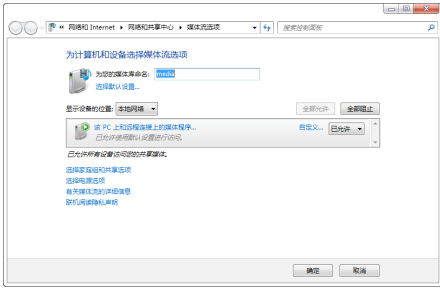 « 网络和 Internet ▸ 网络和共享中心 ▸ 媒体流选项
搜索控制面板
为计算机和设备选择媒体流选项
为您的媒体库命名: media
选择默认设置...
显示设备的位置: 本地网络 全部允许 全部阻止
该 PC 上和远程连接上的媒体程序... 自定义... 已允许
已允许使用默认设置进行访问。
已允许所有设备访问您的共享媒体。
选择家庭组和共享选项
选择电源选项
有关媒体流的详细信息
联机阅读隐私声明
确定 取消